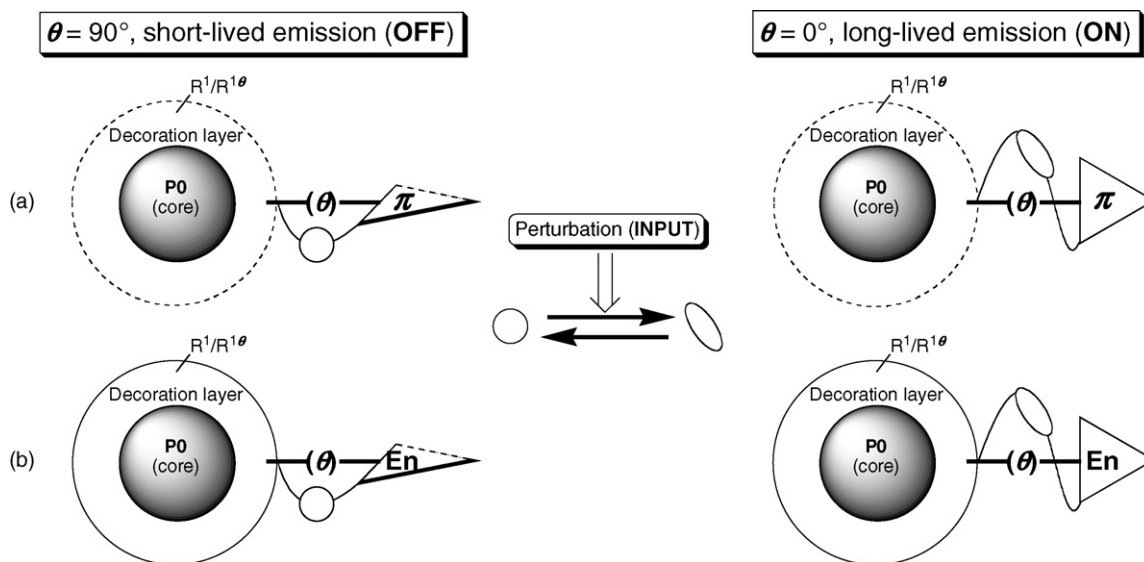 θ = 90°, short-lived emission (OFF)
θ = 0°, long-lived emission (ON)
R¹/R¹θ
Decoration layer
P0
(core)
(θ)
π
(a)
R¹/R¹θ
Decoration layer
P0
(core)
(θ)
π
Perturbation (INPUT)
R¹/R¹θ
Decoration layer
P0
(core)
(θ)
En
(b)
R¹/R¹θ
Decoration layer
P0
(core)
(θ)
En